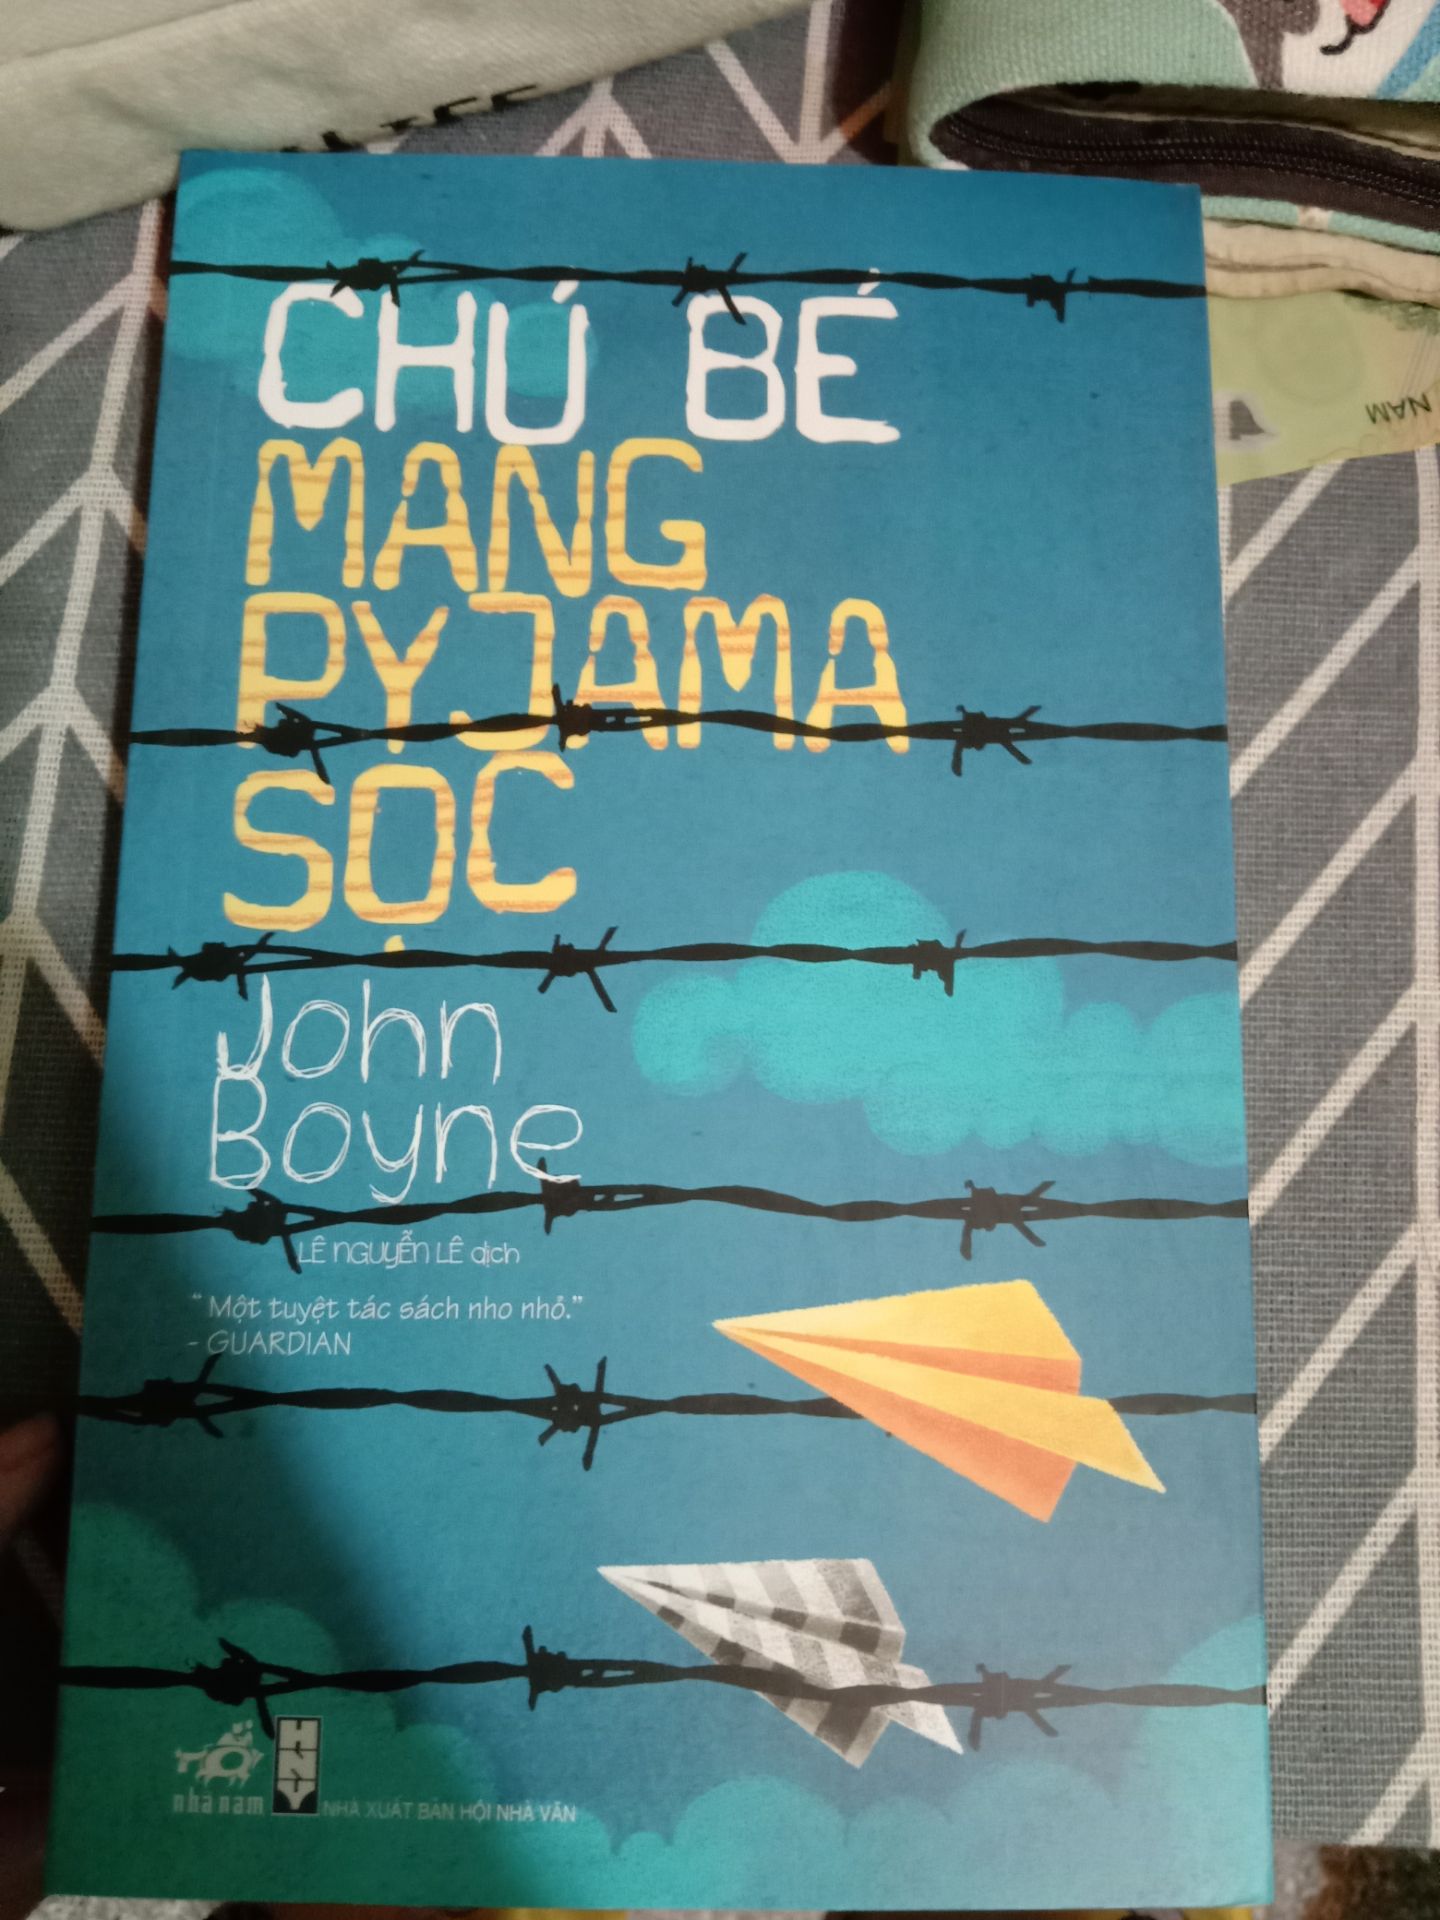 CHÚ BÉ
MANG
PYJAMA
SỌC
John
Boyne
LÊ NGUYỄN LÊ dịch
“Một tuyệt tác sách nho nhỏ.”
- GUARDIAN
nhã nam
HNV
NHÀ XUẤT BẢN HỘI NHÀ VĂN
NAM